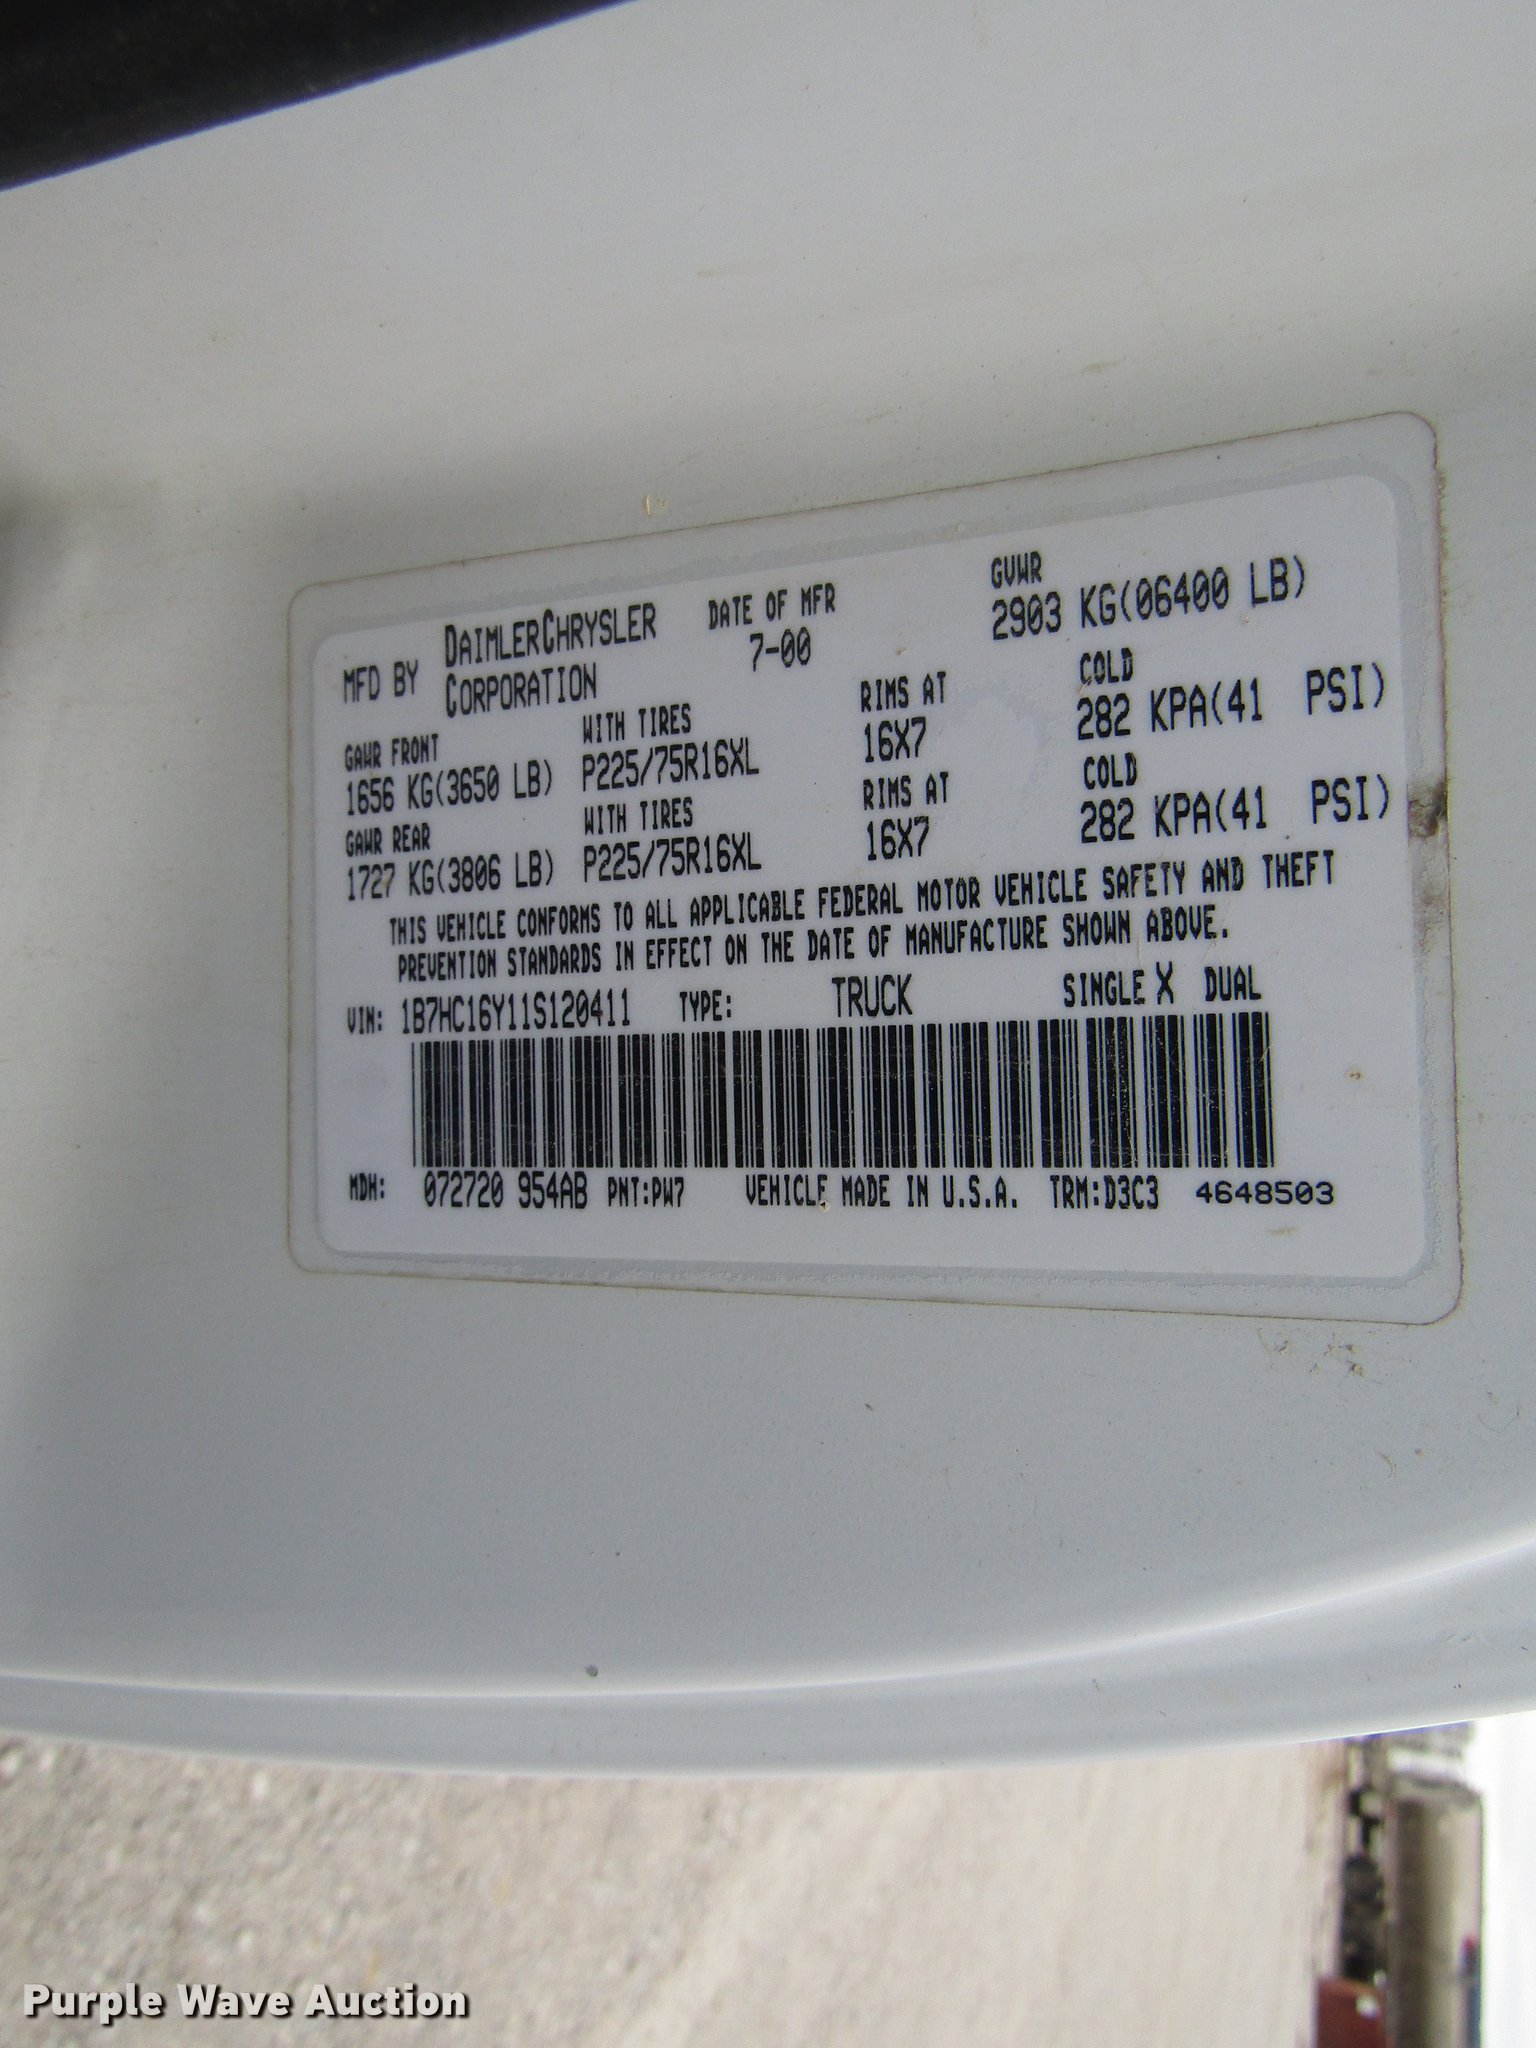 MFD BY DAIMLERCHRYSLER CORPORATION DATE OF MFR 7-00 GVWR 2903 KG(06400 LB)
GAWR FRONT WITH TIRES RIMS AT COLD
1656 KG(3650 LB) P225/75R16XL 16X7 282 KPA(41 PSI)
GAWR REAR WITH TIRES RIMS AT COLD
1727 KG(3806 LB) P225/75R16XL 16X7 282 KPA(41 PSI)
THIS VEHICLE CONFORMS TO ALL APPLICABLE FEDERAL MOTOR VEHICLE SAFETY AND THEFT
PREVENTION STANDARDS IN EFFECT ON THE DATE OF MANUFACTURE SHOWN ABOVE.
VIN: 1B7HC16Y11S120411 TYPE: TRUCK SINGLE X DUAL
MDH: 072720 954AB PNT:PW7 VEHICLE MADE IN U.S.A. TRM:D3C3 4648503
Purple Wave Auction